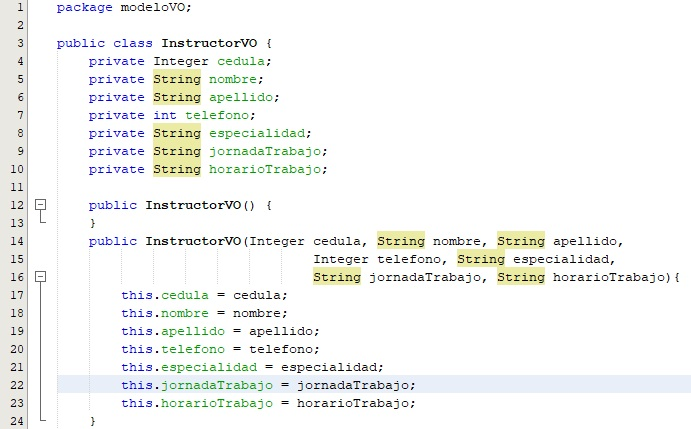 1 package modeloVO;
2
3 public class InstructorVO {
4 private Integer cedula;
5 private String nombre;
6 private String apellido;
7 private int telefono;
8 private String especialidad;
9 private String jornadaTrabajo;
10 private String horarioTrabajo;
11
12 public InstructorVO() {
13 }
14 public InstructorVO(Integer cedula, String nombre, String apellido,
15 Integer telefono, String especialidad,
16 String jornadaTrabajo, String horarioTrabajo){
17 this.cedula = cedula;
18 this.nombre = nombre;
19 this.apellido = apellido;
20 this.telefono = telefono;
21 this.especialidad = especialidad;
22 this.jornadaTrabajo = jornadaTrabajo;
23 this.horarioTrabajo = horarioTrabajo;
24 }